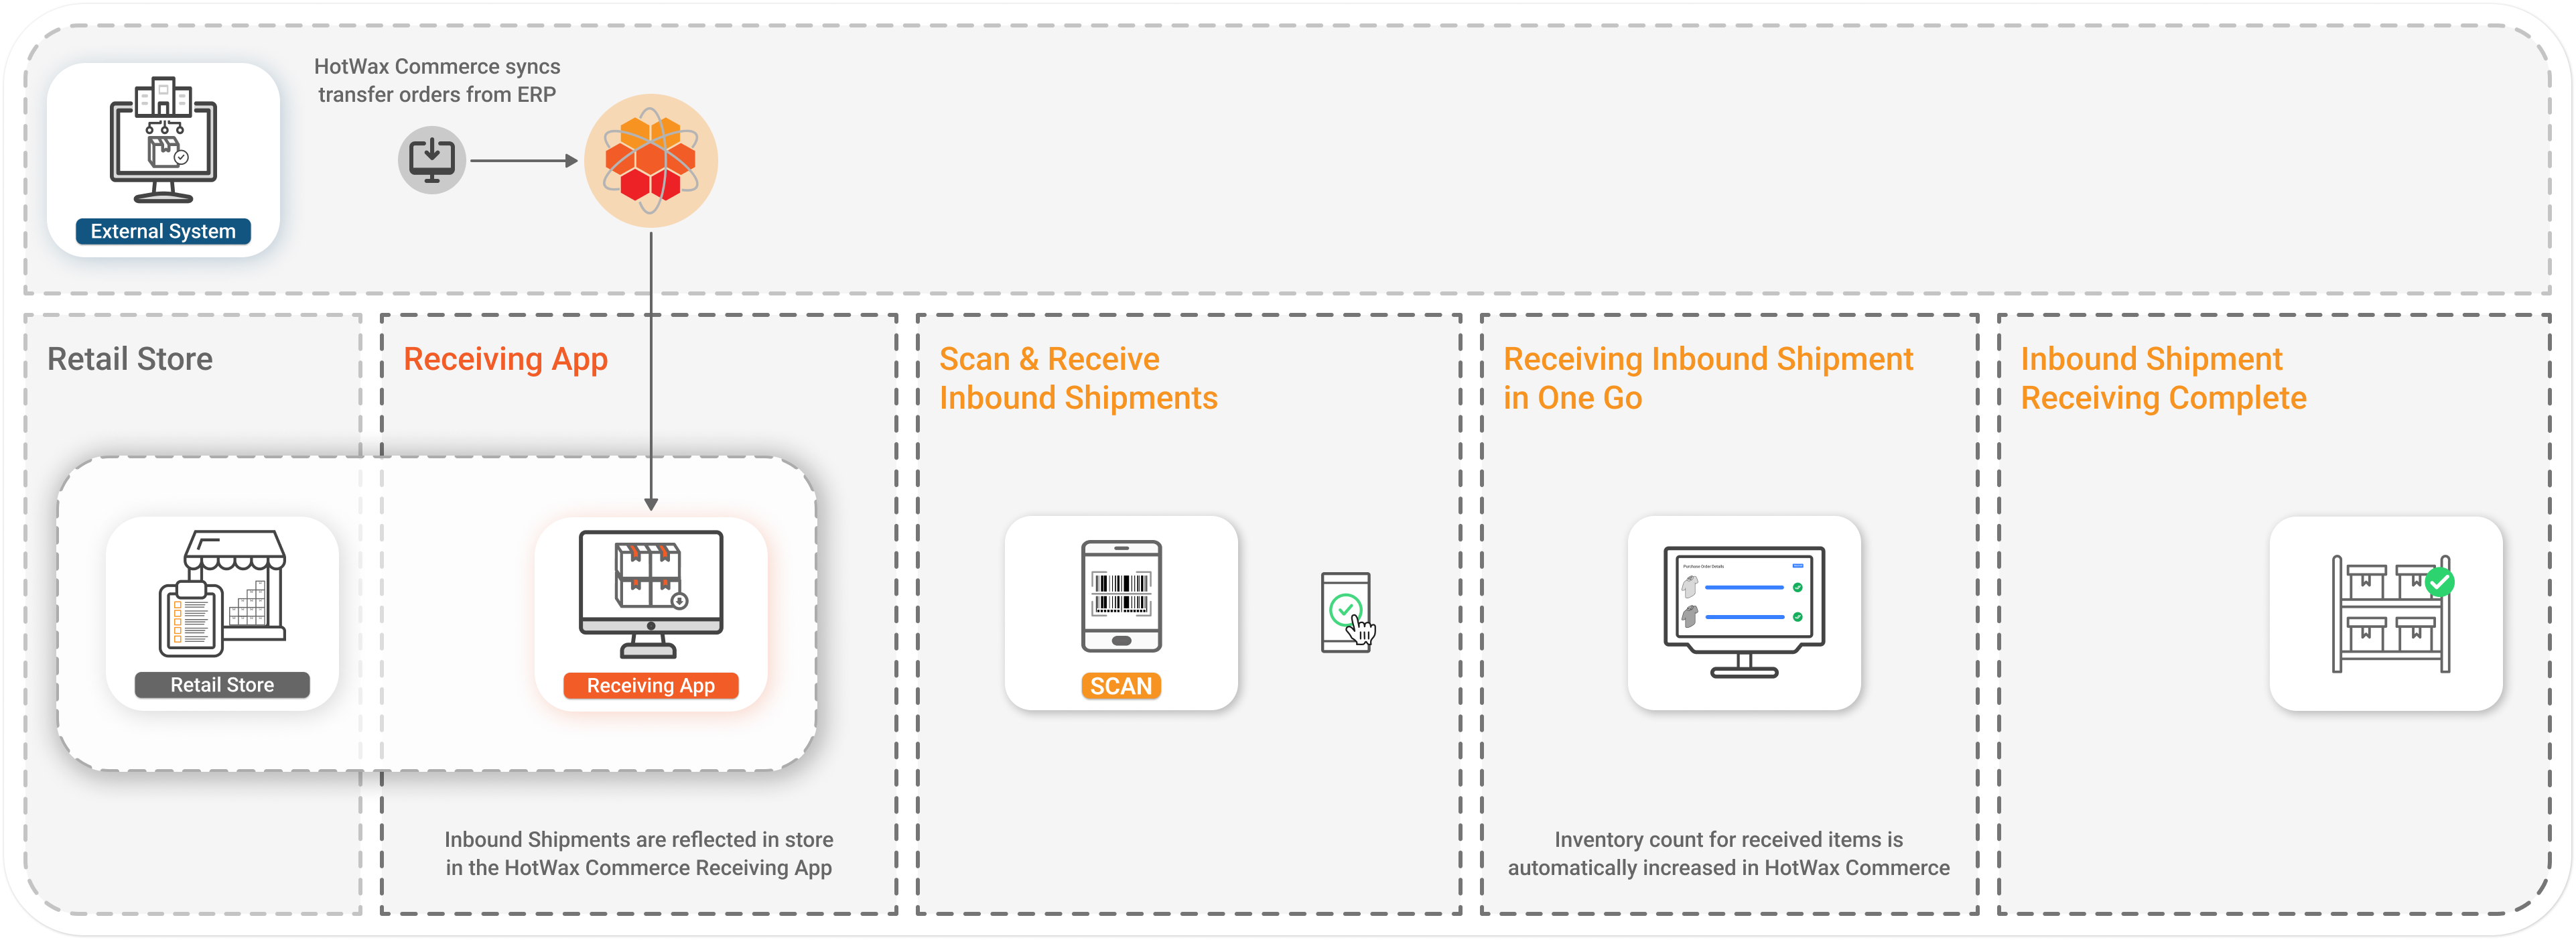 HotWax Commerce syncs
transfer orders from ERP
External System
Retail Store
Receiving App
Scan & Receive
Inbound Shipments
Receiving Inbound Shipment
in One Go
Inbound Shipment
Receiving Complete
Retail Store
Receiving App
SCAN
Purchase Order Details
Inbound Shipments are reflected in store
in the HotWax Commerce Receiving App
Inventory count for received items is
automatically increased in HotWax Commerce